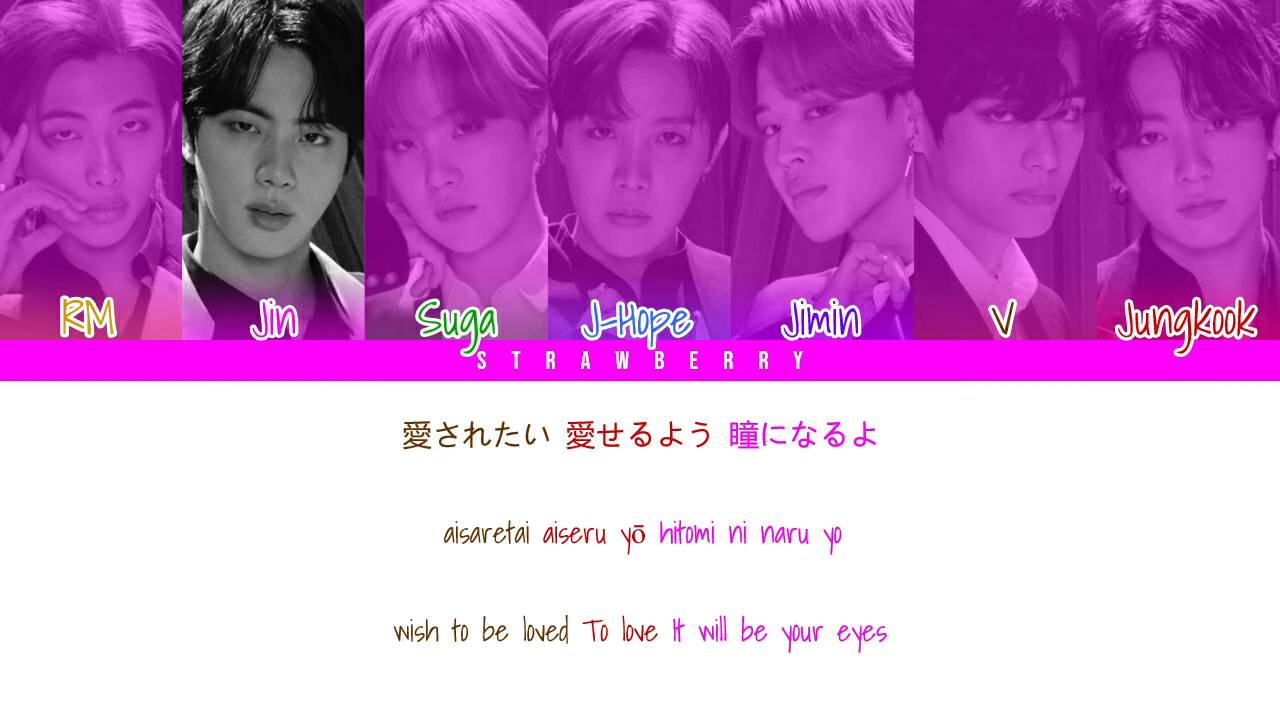 RM Jin Suga J-Hope Jimin V Jungkook
STRAWBERRY
愛されたい 愛せるよう 瞳になるよ
aisaretai aiseru yō hitomi ni naru yo
wish to be loved To love It will be your eyes